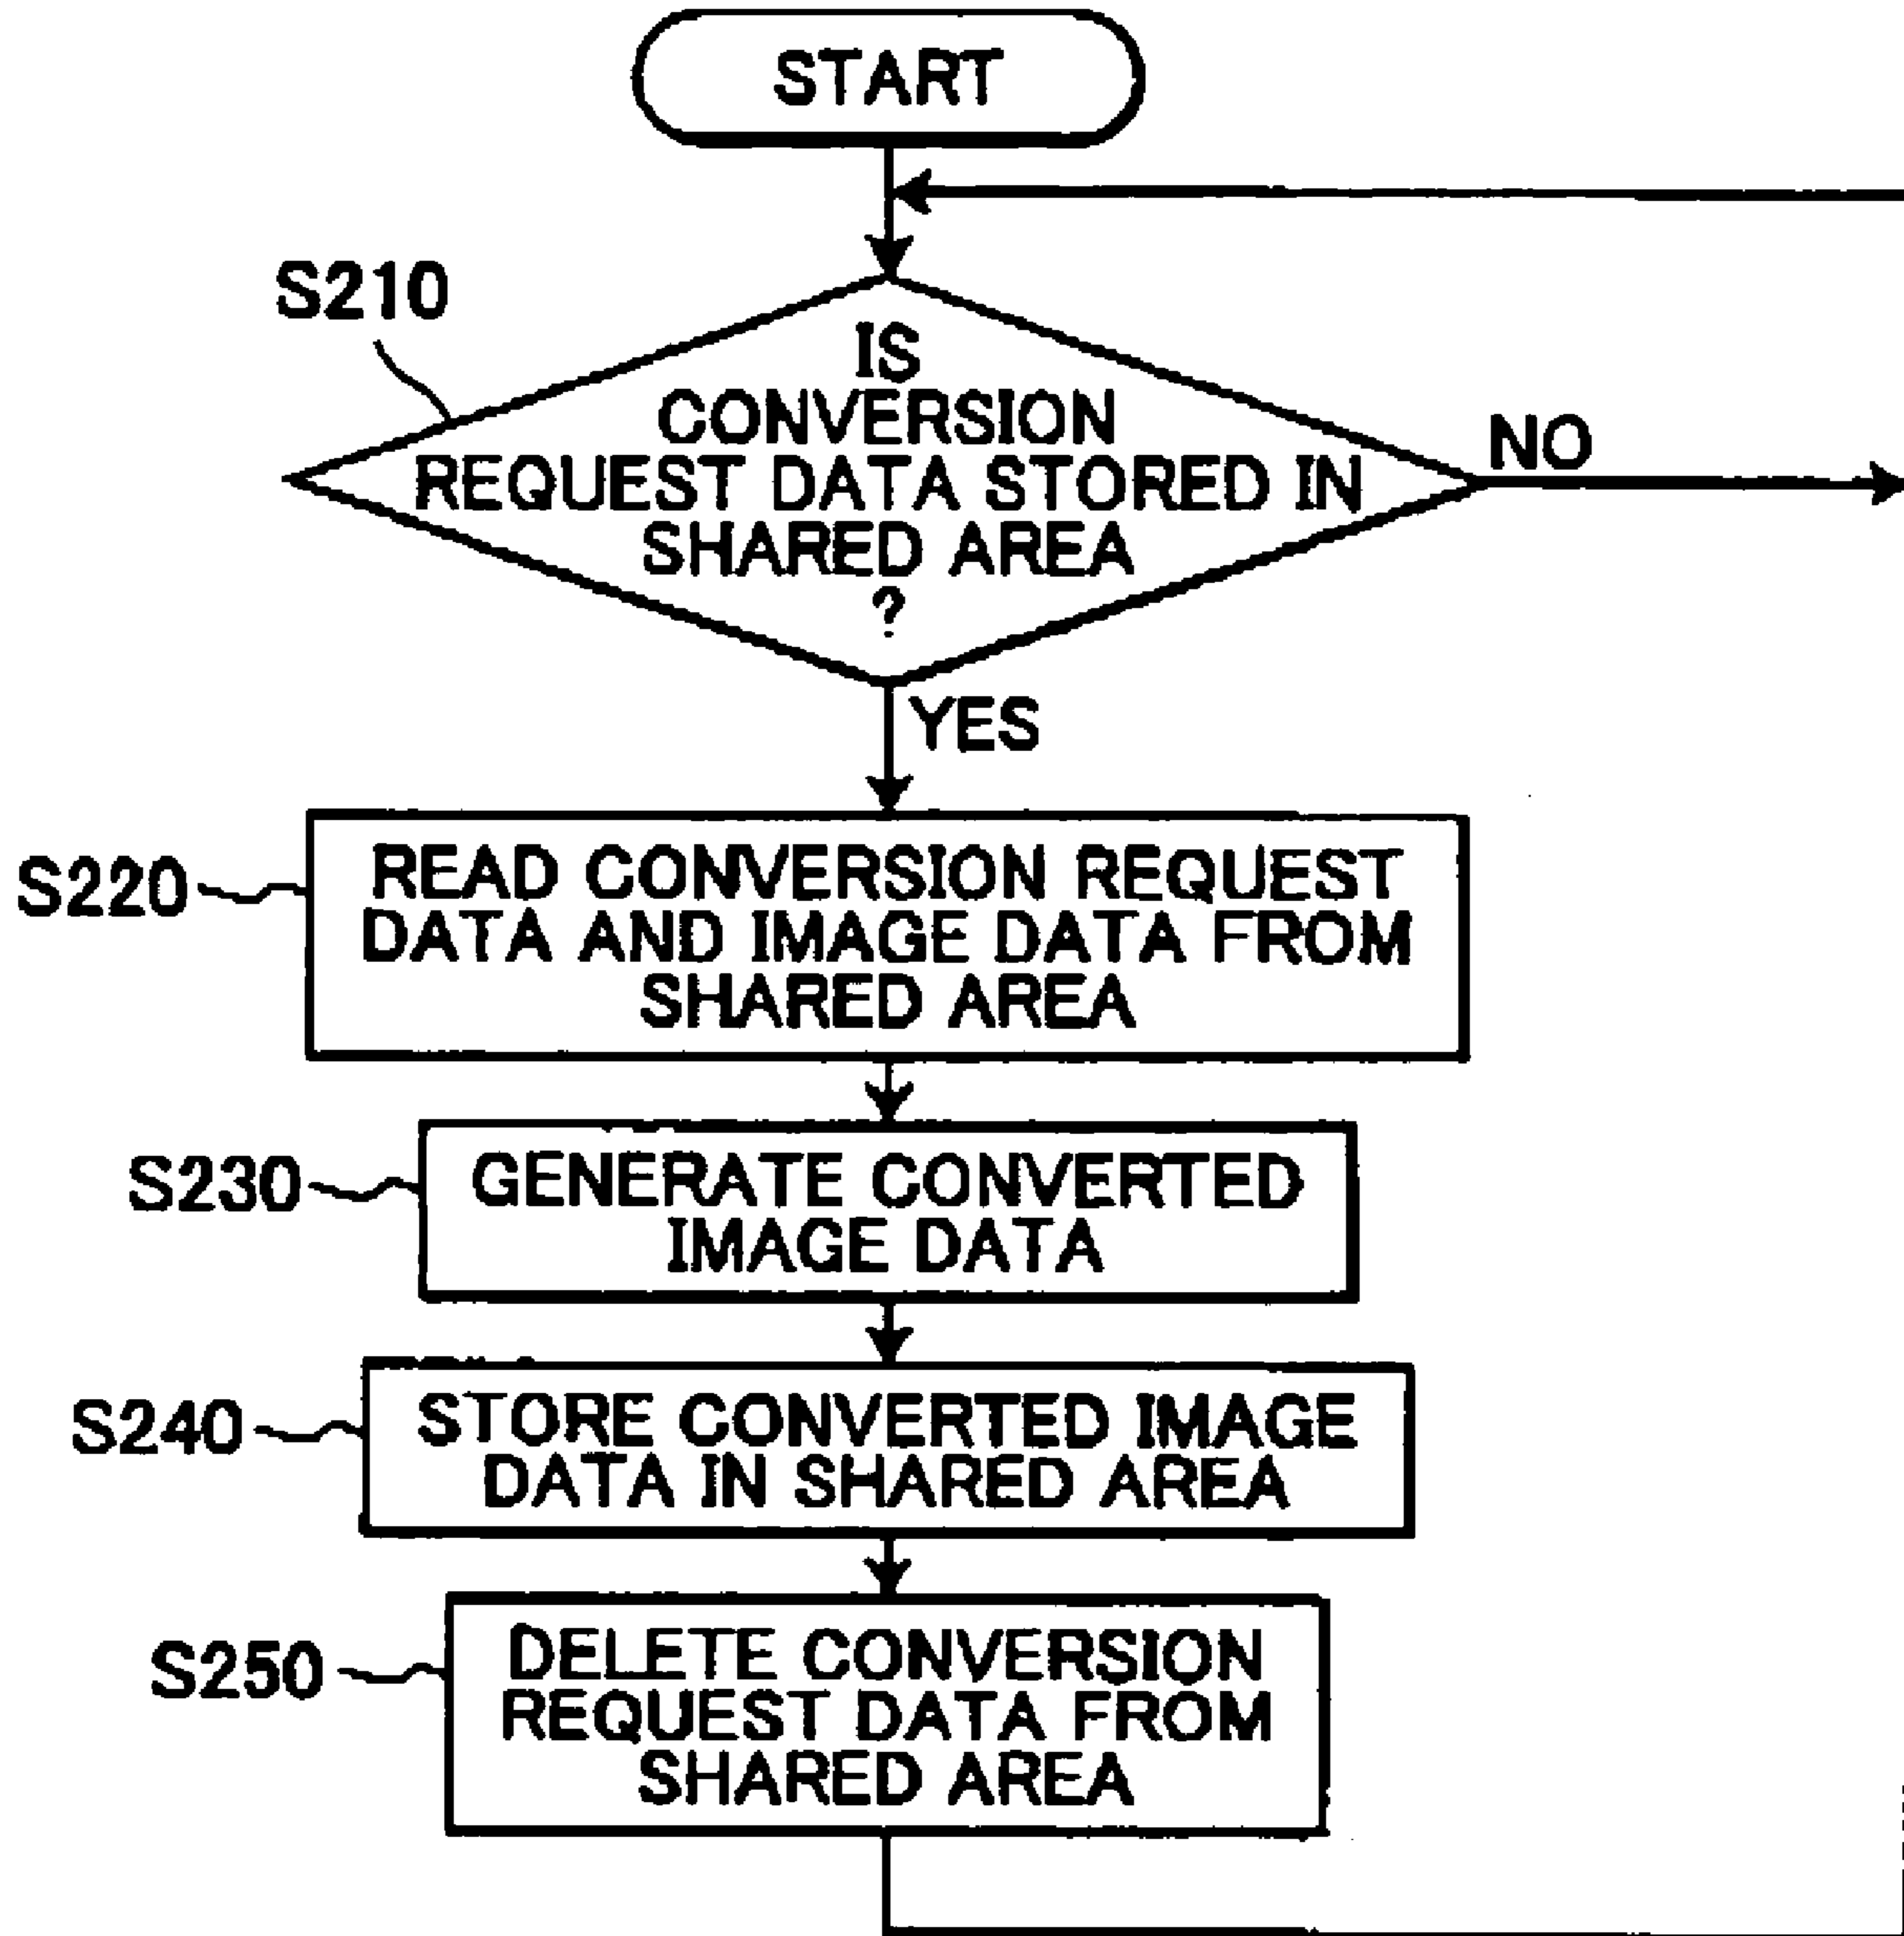 START
S210
IS
CONVERSION
REQUEST DATA STORED IN
SHARED AREA
?
NO
YES
S220
READ CONVERSION REQUEST
DATA AND IMAGE DATA FROM
SHARED AREA
S230
GENERATE CONVERTED
IMAGE DATA
S240
STORE CONVERTED IMAGE
DATA IN SHARED AREA
S250
DELETE CONVERSION
REQUEST DATA FROM
SHARED AREA